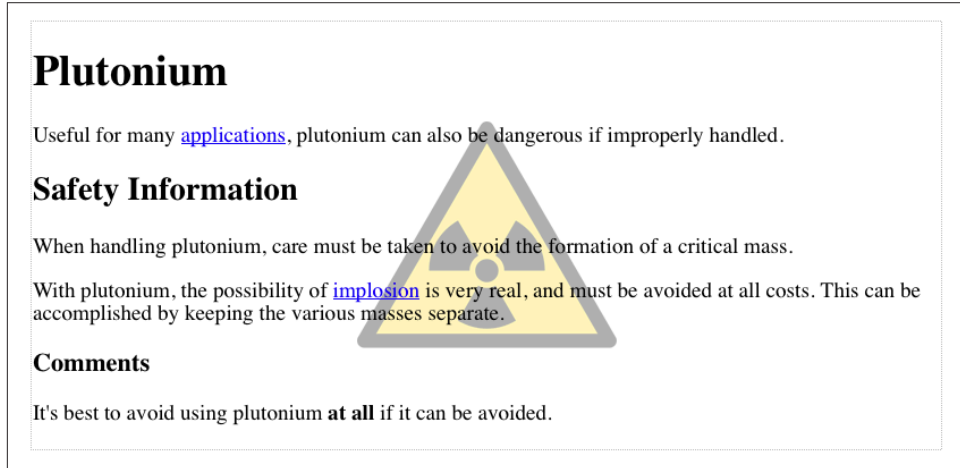 Plutonium
Useful for many applications, plutonium can also be dangerous if improperly handled.
Safety Information
When handling plutonium, care must be taken to avoid the formation of a critical mass.
With plutonium, the possibility of implosion is very real, and must be avoided at all costs. This can be
accomplished by keeping the various masses separate.
Comments
It's best to avoid using plutonium at all if it can be avoided.